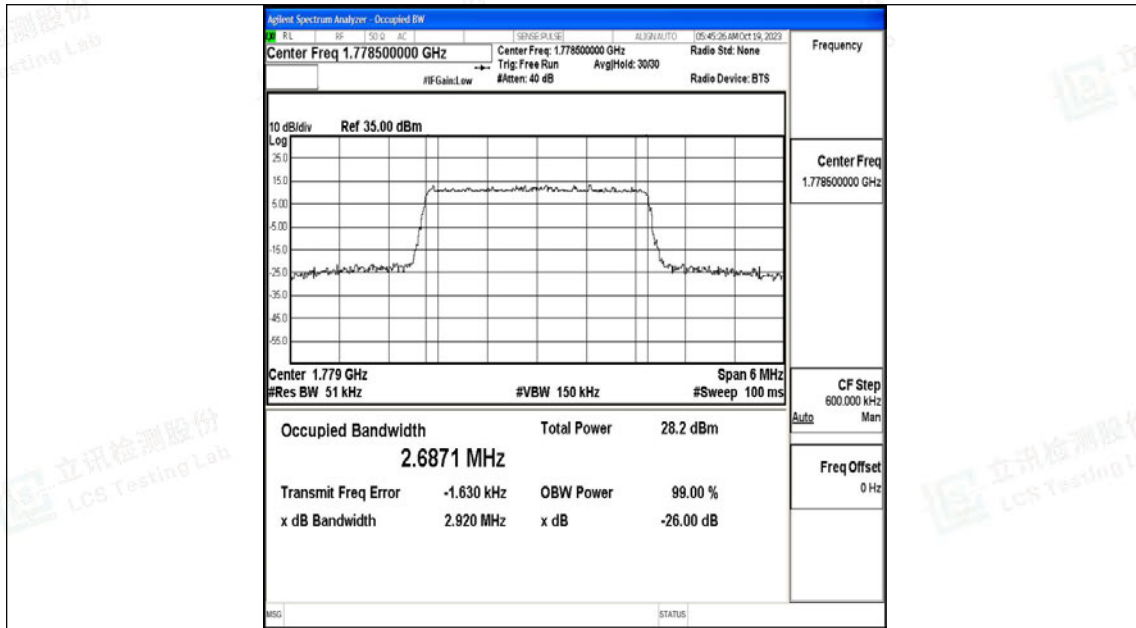 Agilent Spectrum Analyzer - Occupied BW
RL RF 50 Ω AC SENSE:PULSE ALIGNAUTO 05:45:26 AM Oct 19, 2023
Center Freq 1.778500000 GHz
Center Freq: 1.778500000 GHz
Radio Std: None
Trig: Free Run
Avg|Hold: 30/30
#IFGain:Low
#Atten: 40 dB
Radio Device: BTS
Frequency
10 dB/div Ref 35.00 dBm
Log
25.0
15.0
5.00
-5.00
-15.0
-25.0
-35.0
-45.0
-55.0
Center 1.779 GHz
Span 6 MHz
#Res BW 51 kHz
#VBW 150 kHz
#Sweep 100 ms
Center Freq
1.778500000 GHz
CF Step
600.000 kHz
Auto Man
Freq Offset
0 Hz
Occupied Bandwidth
2.6871 MHz
Total Power 28.2 dBm
Transmit Freq Error -1.630 kHz
OBW Power 99.00 %
x dB Bandwidth 2.920 MHz
x dB -26.00 dB
MSG
STATUS
立讯检测股份
LCS Testing Lab
立讯检测股份